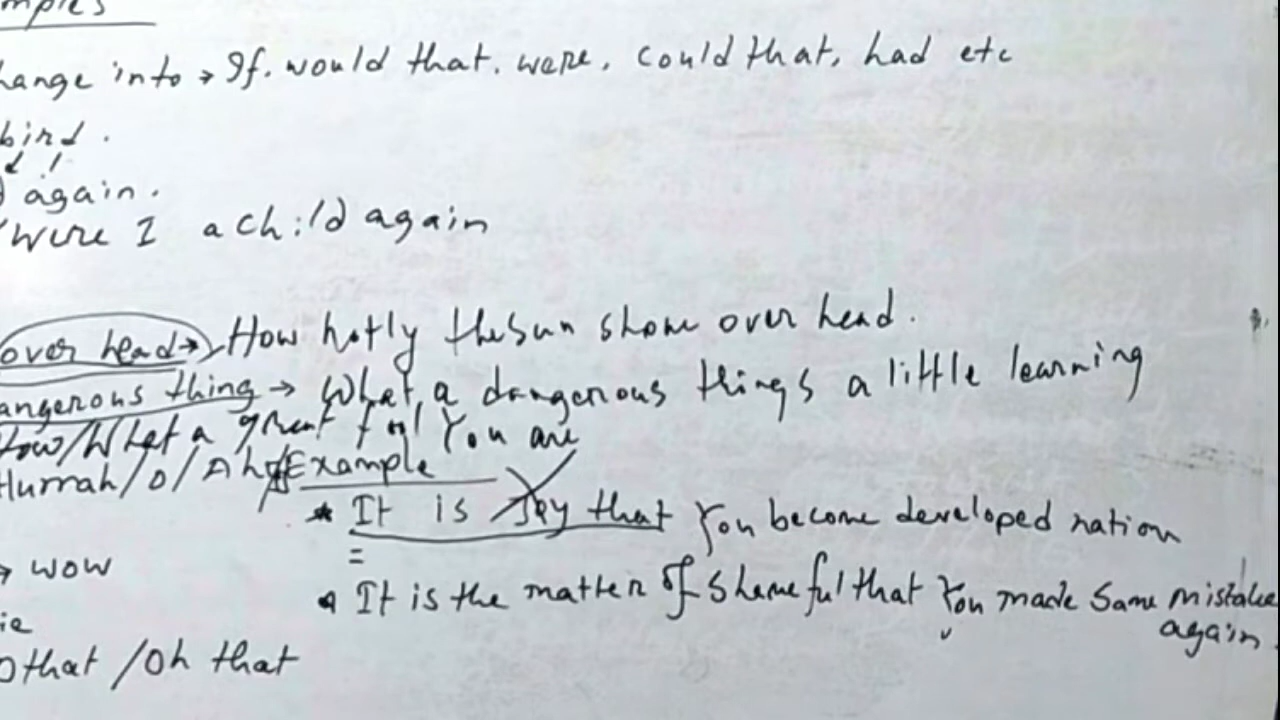 mples
hange into → If. would that. were. could that. had etc
bird.
again.
Were I a child again
over head → How hotly the Sun shone over head.
angerous thing → What a dangerous things a little learning
How/What a great fool You are
Hurrah/O/Ah
Example
* It is Joy that You become developed nation
=
It is the matter of Shameful that You made Same mistake
again.
→ wow
ie
O that /Oh that